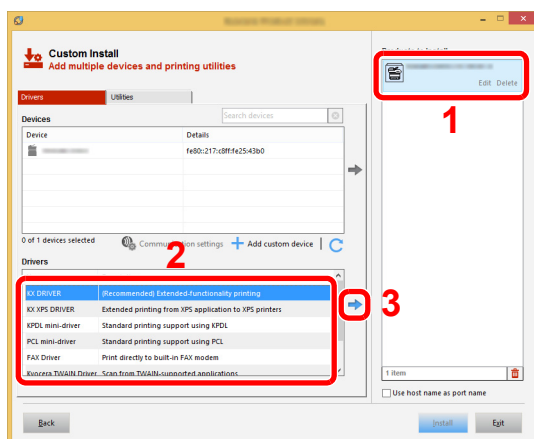 Custom Install
Add multiple devices and printing utilities
Drivers
Utilities
Devices
Search devices
Device
Details
fe80::217:c8ff:fe25:43b0
0 of 1 devices selected
settings
Add custom device
2
Drivers
KX DRIVER
(Recommended) Extended-functionality printing
KX XPS DRIVER
Extended printing from XPS application to XPS printers
KPDL mini-driver
Standard printing support using KPDL
PCL mini-driver
Standard printing support using PCL
FAX Driver
Print directly to built-in FAX modem
Kyocera TWAIN Driver
Scan from TWAIN-supported applications
3
Edit Delete
1
1 item
Use host name as port name
Back
Install
Exit